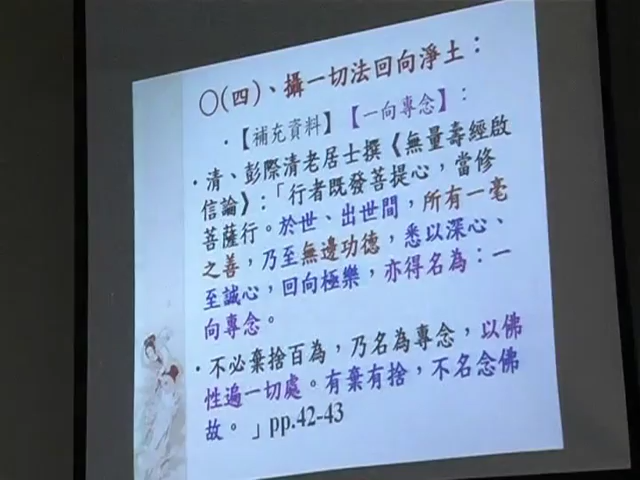 ○(四)、攝一切法回向淨土：
·【補充資料】【一向專念】：
·清、彭際清老居士撰《無量壽經啟
信論》:「行者既發菩提心，當修
菩薩行。於世、出世間，所有一毫
之善，乃至無邊功德，悉以深心、
至誠心，回向極樂，亦得名為：一
向專念。
·不必棄捨百為，乃名為專念，以佛
性遍一切處。有棄有捨，不名念佛
故。」pp.42-43